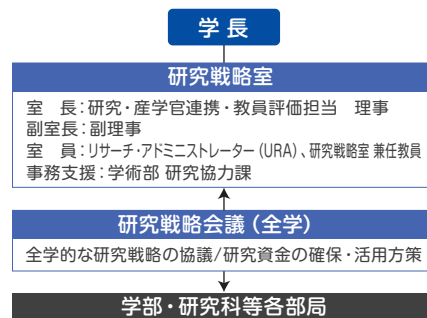 学長
研究戦略室
室　長：研究・産学官連携・教員評価担当　理事
副室長：副理事
室　員：リサーチ・アドミニストレーター（URA）、研究戦略室 兼任教員
事務支援：学術部 研究協力課
研究戦略会議（全学）
全学的な研究戦略の協議/研究資金の確保・活用方策
学部・研究科等各部局